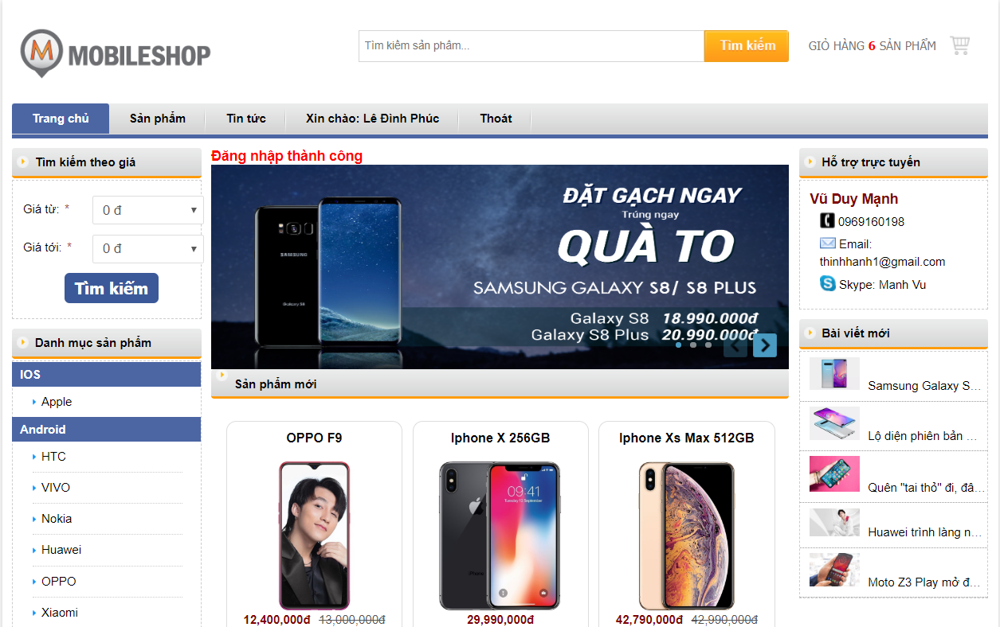 MOBILESHOP
Tìm kiếm sản phẩm...
Tìm kiếm
GIỎ HÀNG 6 SẢN PHẨM
Trang chủ
Sản phẩm
Tin tức
Xin chào: Lê Đình Phúc
Thoát
Tìm kiếm theo giá
Giá từ: *
0 đ
Giá tới: *
0 đ
Tìm kiếm
Danh mục sản phẩm
IOS
Apple
Android
HTC
VIVO
Nokia
Huawei
OPPO
Xiaomi
Đăng nhập thành công
SAMSUNG
Galaxy S8
ĐẶT GẠCH NGAY
Trúng ngay
QUÀ TO
SAMSUNG GALAXY S8/ S8 PLUS
Galaxy S8 18.990.000đ
Galaxy S8 Plus 20.990.000đ
Sản phẩm mới
OPPO F9
12,400,000đ 13,000,000đ
Iphone X 256GB
09:41
Tuesday 12 September
iPhone
29,990,000đ
Iphone Xs Max 512GB
42,790,000đ 42,990,000đ
Hỗ trợ trực tuyến
Vũ Duy Mạnh
0969160198
Email:
thinhhanh1@gmail.com
Skype: Manh Vu
Bài viết mới
Samsung Galaxy S...
Lộ diện phiên bản ...
Quên "tai thỏ" đi, đâ...
Huawei trình làng n...
Moto Z3 Play mở đ...